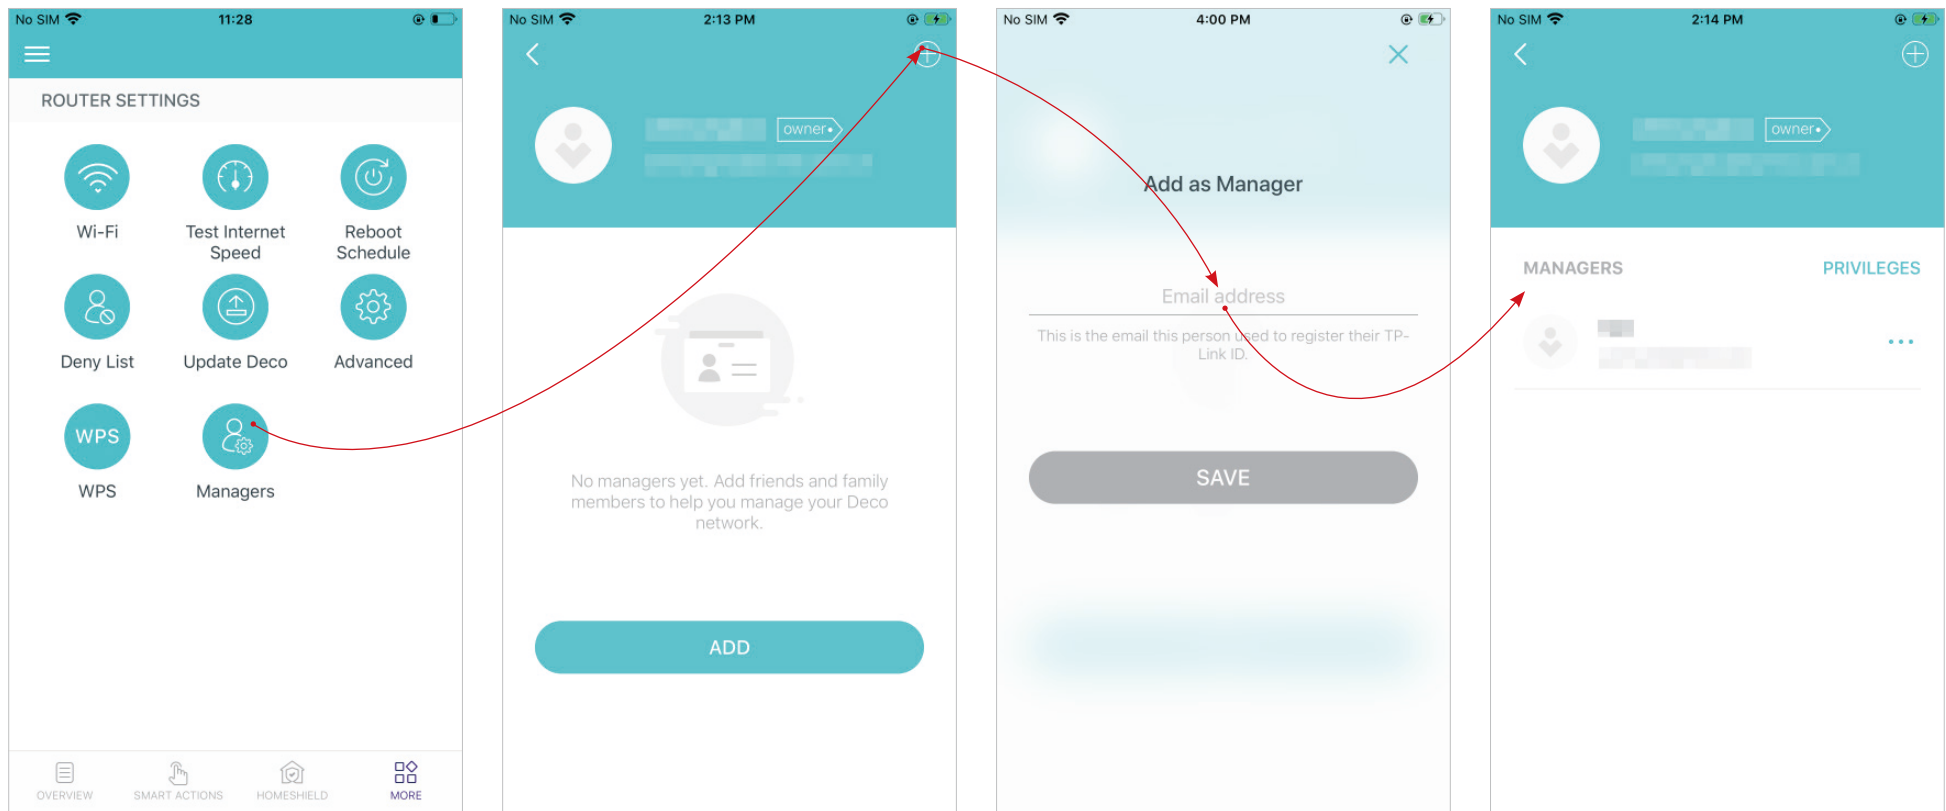 No SIM 11:28
ROUTER SETTINGS
Wi-Fi
Test Internet
Speed
Reboot
Schedule
Deny List
Update Deco
Advanced
WPS
WPS
Managers
OVERVIEW
SMART ACTIONS
HOMESHIELD
MORE
No SIM 2:13 PM
owner
No managers yet. Add friends and family
members to help you manage your Deco
network.
ADD
No SIM 4:00 PM
Add as Manager
Email address
This is the email this person used to register their TP-
Link ID.
SAVE
No SIM 2:14 PM
owner
MANAGERS PRIVILEGES